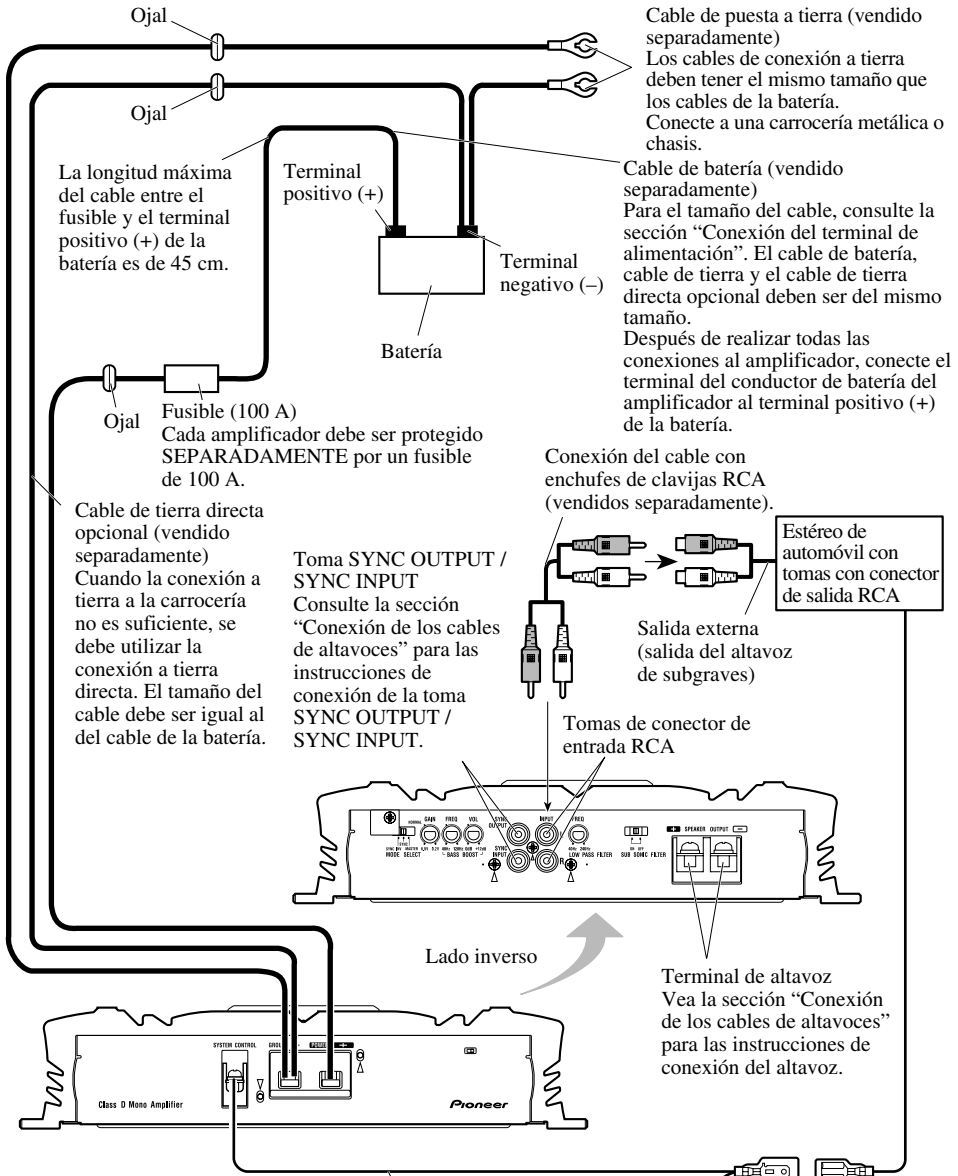 Ojal
Ojal
Cable de puesta a tierra (vendido
separadamente)
Los cables de conexión a tierra
deben tener el mismo tamaño que
los cables de la batería.
Conecte a una carrocería metálica o
chasis.
La longitud máxima
del cable entre el
fusible y el terminal
positivo (+) de la
batería es de 45 cm.
Terminal
positivo (+)
Terminal
negativo (–)
Batería
Cable de batería (vendido
separadamente)
Para el tamaño del cable, consulte la
sección “Conexión del terminal de
alimentación”. El cable de batería,
cable de tierra y el cable de tierra
directa opcional deben ser del mismo
tamaño.
Después de realizar todas las
conexiones al amplificador, conecte el
terminal del conductor de batería del
amplificador al terminal positivo (+)
de la batería.
Ojal
Fusible (100 A)
Cada amplificador debe ser protegido
SEPARADAMENTE por un fusible
de 100 A.
Cable de tierra directa
opcional (vendido
separadamente)
Cuando la conexión a
tierra a la carrocería
no es suficiente, se
debe utilizar la
conexión a tierra
directa. El tamaño del
cable debe ser igual al
del cable de la batería.
Toma SYNC OUTPUT /
SYNC INPUT
Consulte la sección
“Conexión de los cables
de altavoces” para las
instrucciones de
conexión de la toma
SYNC OUTPUT /
SYNC INPUT.
Conexión del cable con
enchufes de clavijas RCA
(vendidos separadamente).
Estéreo de
automóvil con
tomas con conector
de salida RCA
Salida externa
(salida del altavoz
de subgraves)
Tomas de conector de
entrada RCA
NORMAL GAIN FREQ VOL SYNC OUTPUT INPUT FREQ + SPEAKER OUTPUT –
SYNC INV SYNC MASTER 40Hz 120Hz 0dB +12dB SYNC INPUT L R 40Hz 240Hz ON OFF
MODE SELECT BASS BOOST LOW PASS FILTER SUB SONIC FILTER
Lado inverso
Terminal de altavoz
Vea la sección “Conexión
de los cables de altavoces”
para las instrucciones de
conexión del altavoz.
SYSTEM CONTROL POWER +
Class D Mono Amplifier
Pioneer